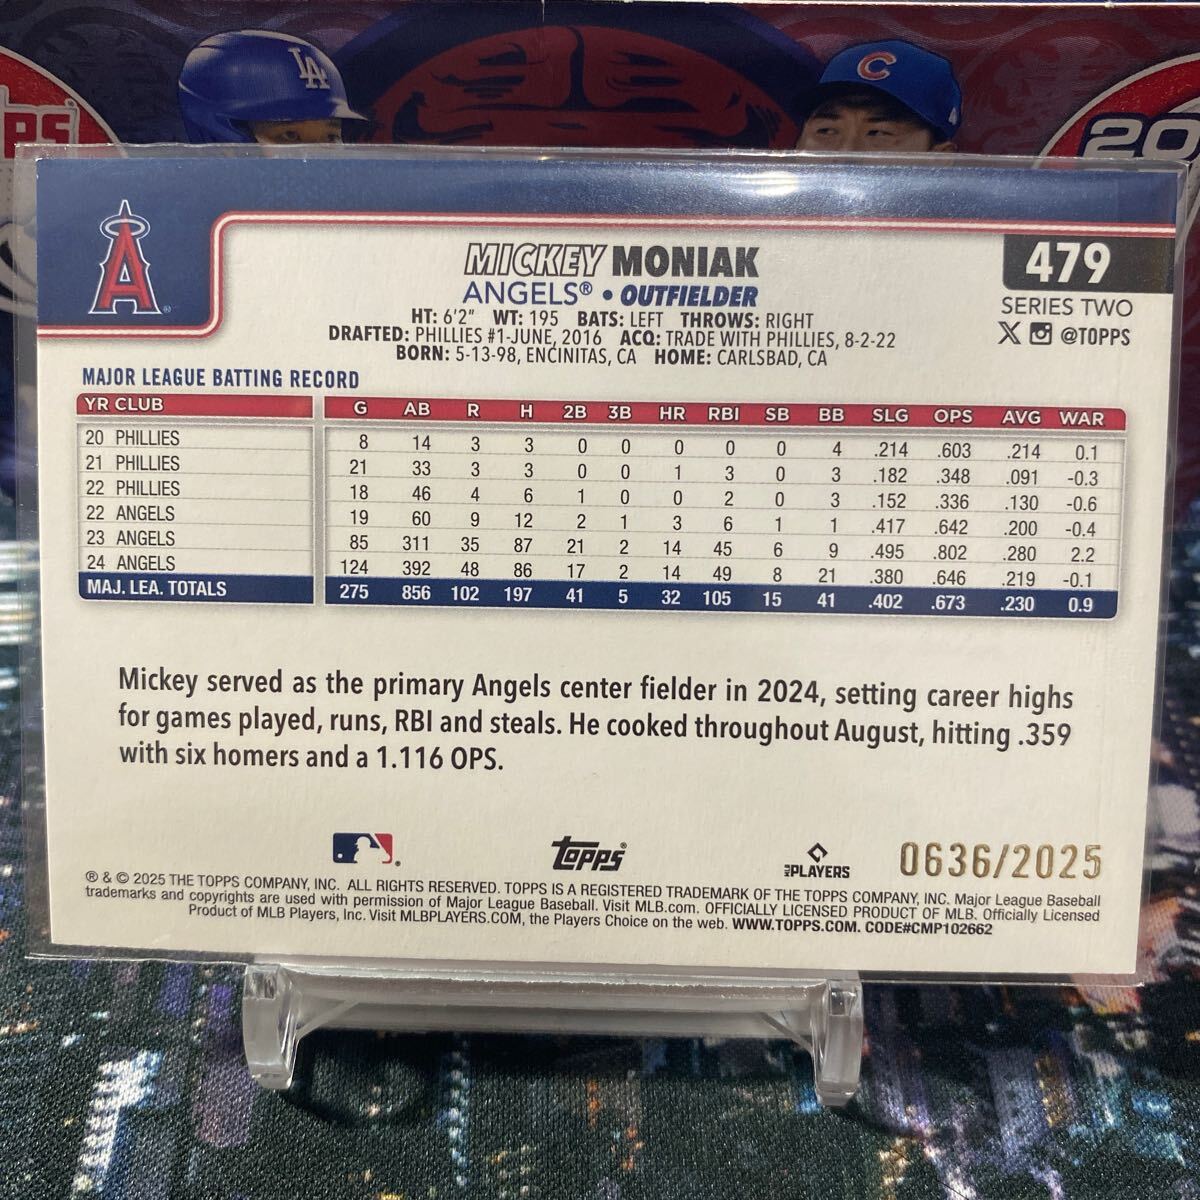 LA
C
PS
20
A
MICKEY MONIAK
ANGELS® • OUTFIELDER
HT: 6'2" WT: 195 BATS: LEFT THROWS: RIGHT
DRAFTED: PHILLIES #1-JUNE, 2016 ACQ: TRADE WITH PHILLIES, 8-2-22
BORN: 5-13-98, ENCINITAS, CA HOME: CARLSBAD, CA
479
SERIES TWO
X @TOPPS
MAJOR LEAGUE BATTING RECORD
YR CLUB G AB R H 2B 3B HR RBI SB BB SLG OPS AVG WAR
20 PHILLIES 8 14 3 3 0 0 0 0 0 4 .214 .603 .214 0.1
21 PHILLIES 21 33 3 3 0 0 1 3 0 3 .182 .348 .091 -0.3
22 PHILLIES 18 46 4 6 1 0 0 2 0 3 .152 .336 .130 -0.6
22 ANGELS 19 60 9 12 2 1 3 6 1 1 .417 .642 .200 -0.4
23 ANGELS 85 311 35 87 21 2 14 45 6 9 .495 .802 .280 2.2
24 ANGELS 124 392 48 86 17 2 14 49 8 21 .380 .646 .219 -0.1
MAJ. LEA. TOTALS 275 856 102 197 41 5 32 105 15 41 .402 .673 .230 0.9
Mickey served as the primary Angels center fielder in 2024, setting career highs
for games played, runs, RBI and steals. He cooked throughout August, hitting .359
with six homers and a 1.116 OPS.
Topps®
MLB PLAYERS
0636/2025
® & © 2025 THE TOPPS COMPANY, INC. ALL RIGHTS RESERVED. TOPPS IS A REGISTERED TRADEMARK OF THE TOPPS COMPANY, INC. Major League Baseball
trademarks and copyrights are used with permission of Major League Baseball. Visit MLB.com. OFFICIALLY LICENSED PRODUCT OF MLB. Officially Licensed
Product of MLB Players, Inc. Visit MLBPLAYERS.COM, the Players Choice on the web. WWW.TOPPS.COM. CODE#CMP102662